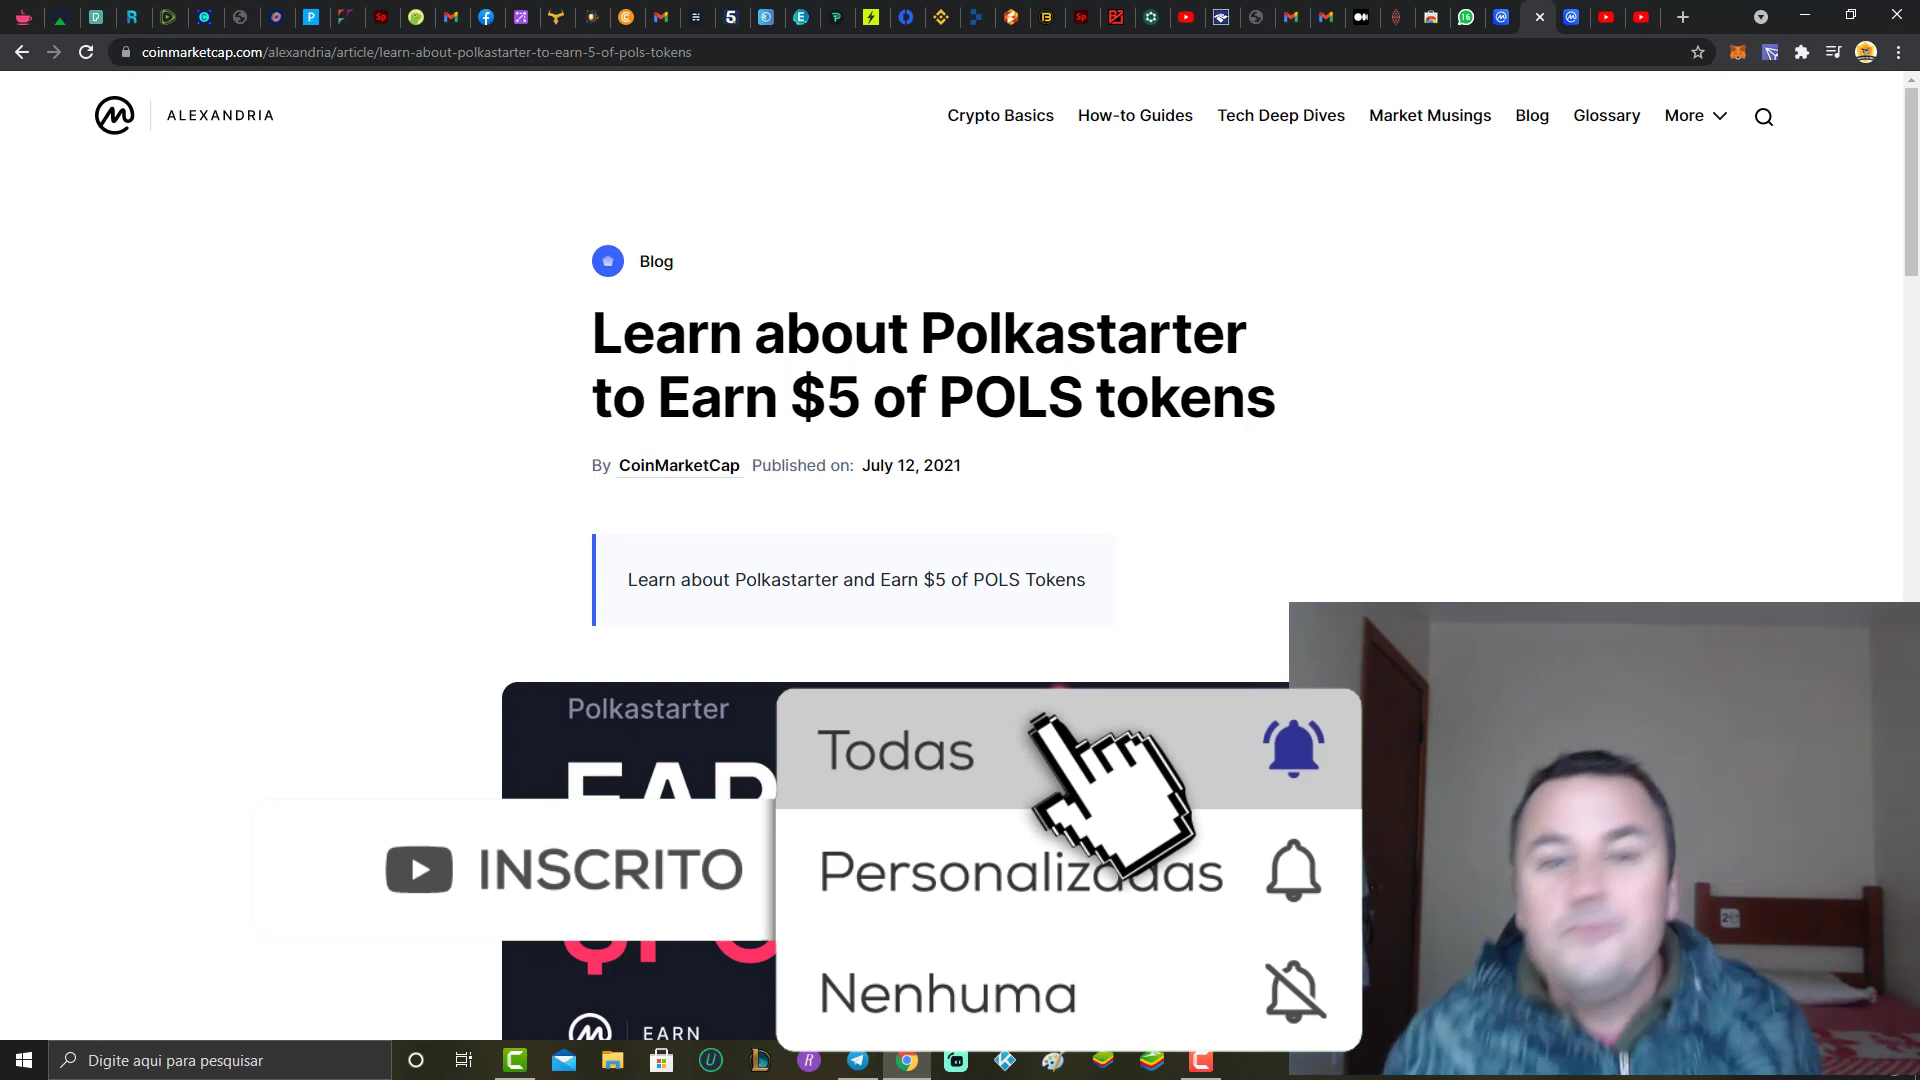 coinmarketcap.com/alexandria/article/learn-about-polkastarter-to-earn-5-of-pols-tokens
ALEXANDRIA
Crypto Basics
How-to Guides
Tech Deep Dives
Market Musings
Blog
Glossary
More
Blog
Learn about Polkastarter
to Earn $5 of POLS tokens
By CoinMarketCap Published on: July 12, 2021
Learn about Polkastarter and Earn $5 of POLS Tokens
Polkastarter
Todas
INSCRITO
Personalizadas
Nenhuma
EARN
Digite aqui para pesquisar